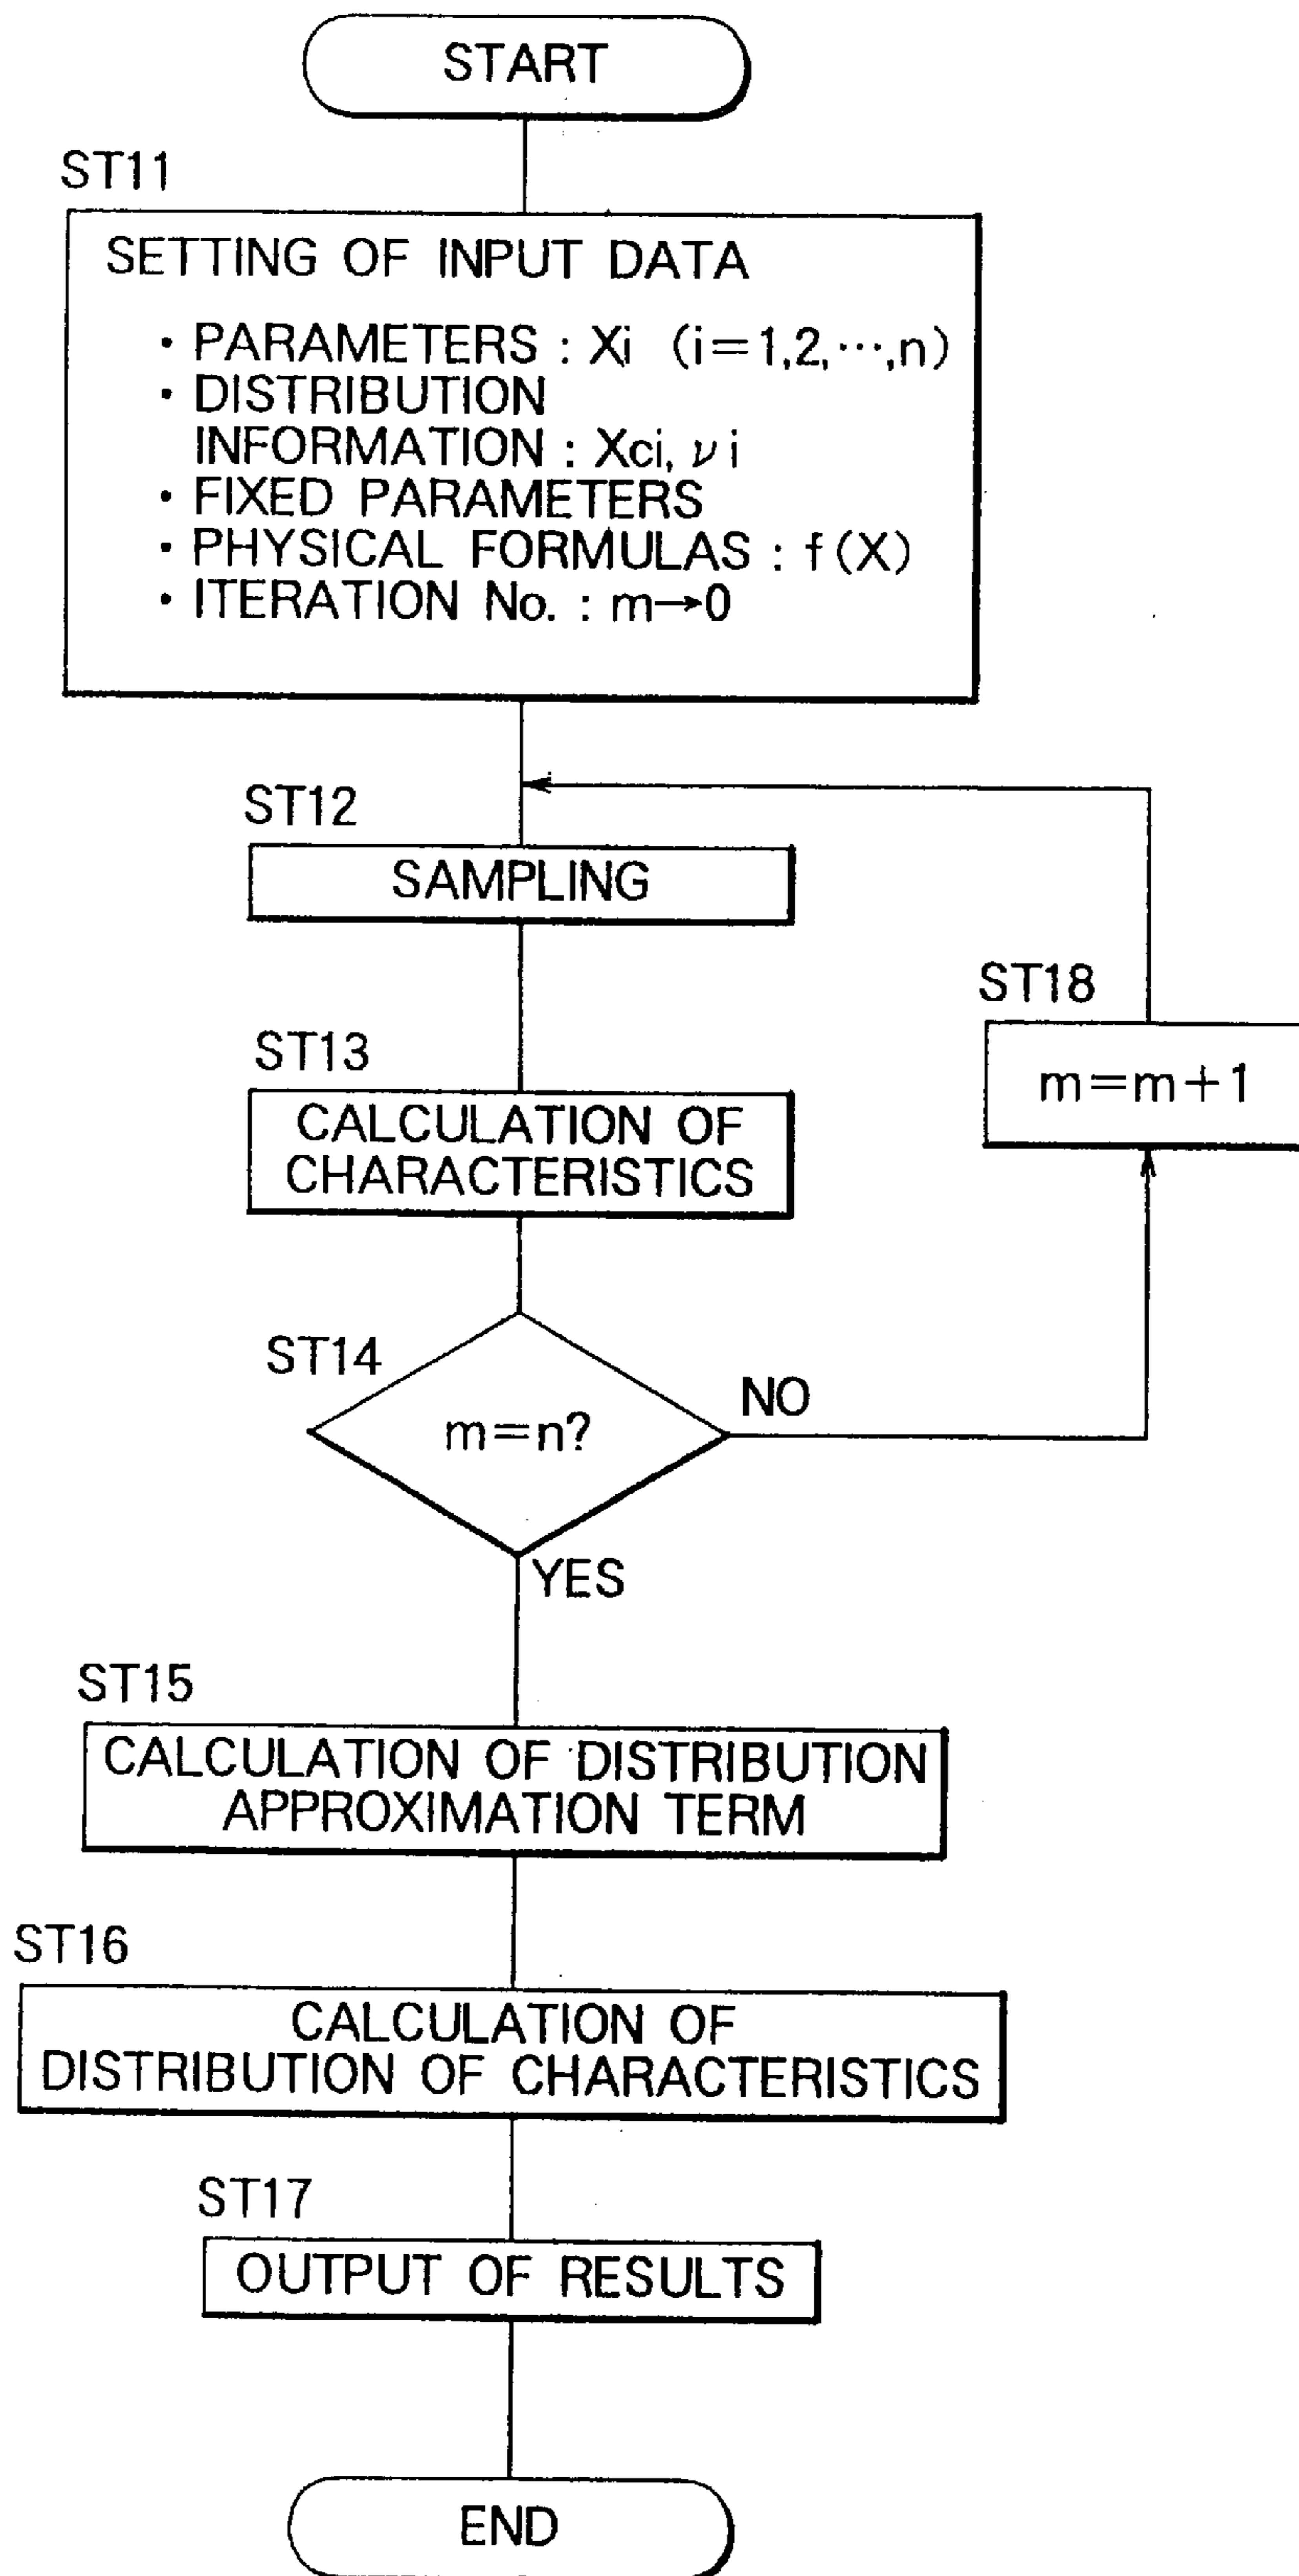 START
ST11
SETTING OF INPUT DATA
・PARAMETERS : Xi (i=1,2,⋯,n)
・DISTRIBUTION
INFORMATION : Xci, νi
・FIXED PARAMETERS
・PHYSICAL FORMULAS : f(X)
・ITERATION No. : m→0
ST12
SAMPLING
ST18
m=m+1
ST13
CALCULATION OF
CHARACTERISTICS
ST14
m=n?
NO
YES
ST15
CALCULATION OF DISTRIBUTION
APPROXIMATION TERM
ST16
CALCULATION OF
DISTRIBUTION OF CHARACTERISTICS
ST17
OUTPUT OF RESULTS
END